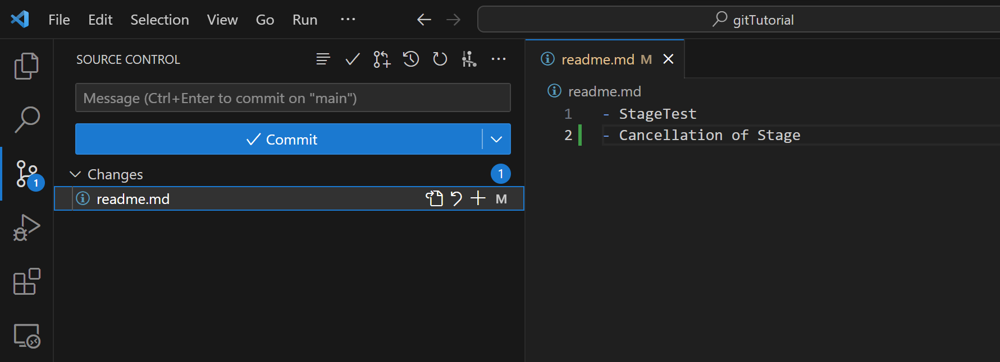 File Edit Selection View Go Run ···
gitTutorial
SOURCE CONTROL
Message (Ctrl+Enter to commit on "main")
Commit
Changes 1
readme.md M
1
readme.md M
readme.md
1 - StageTest
2 - Cancellation of Stage